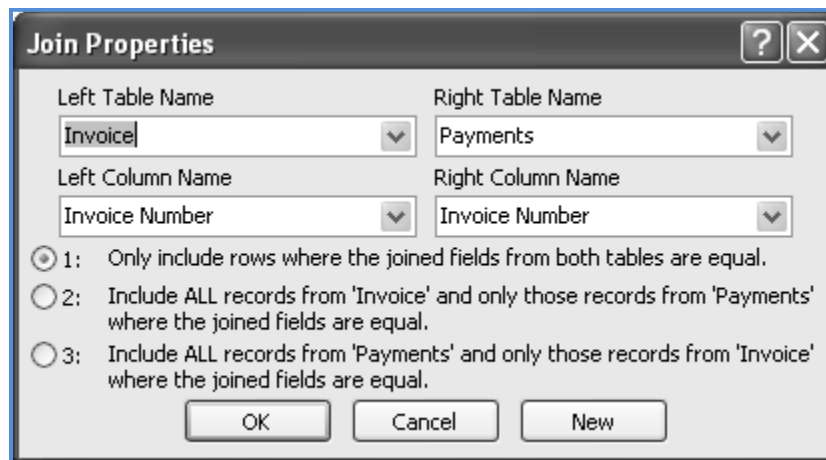 Join Properties
Left Table Name
Right Table Name
Invoice
Payments
Left Column Name
Right Column Name
Invoice Number
Invoice Number
1: Only include rows where the joined fields from both tables are equal.
2: Include ALL records from 'Invoice' and only those records from 'Payments'
where the joined fields are equal.
3: Include ALL records from 'Payments' and only those records from 'Invoice'
where the joined fields are equal.
OK
Cancel
New